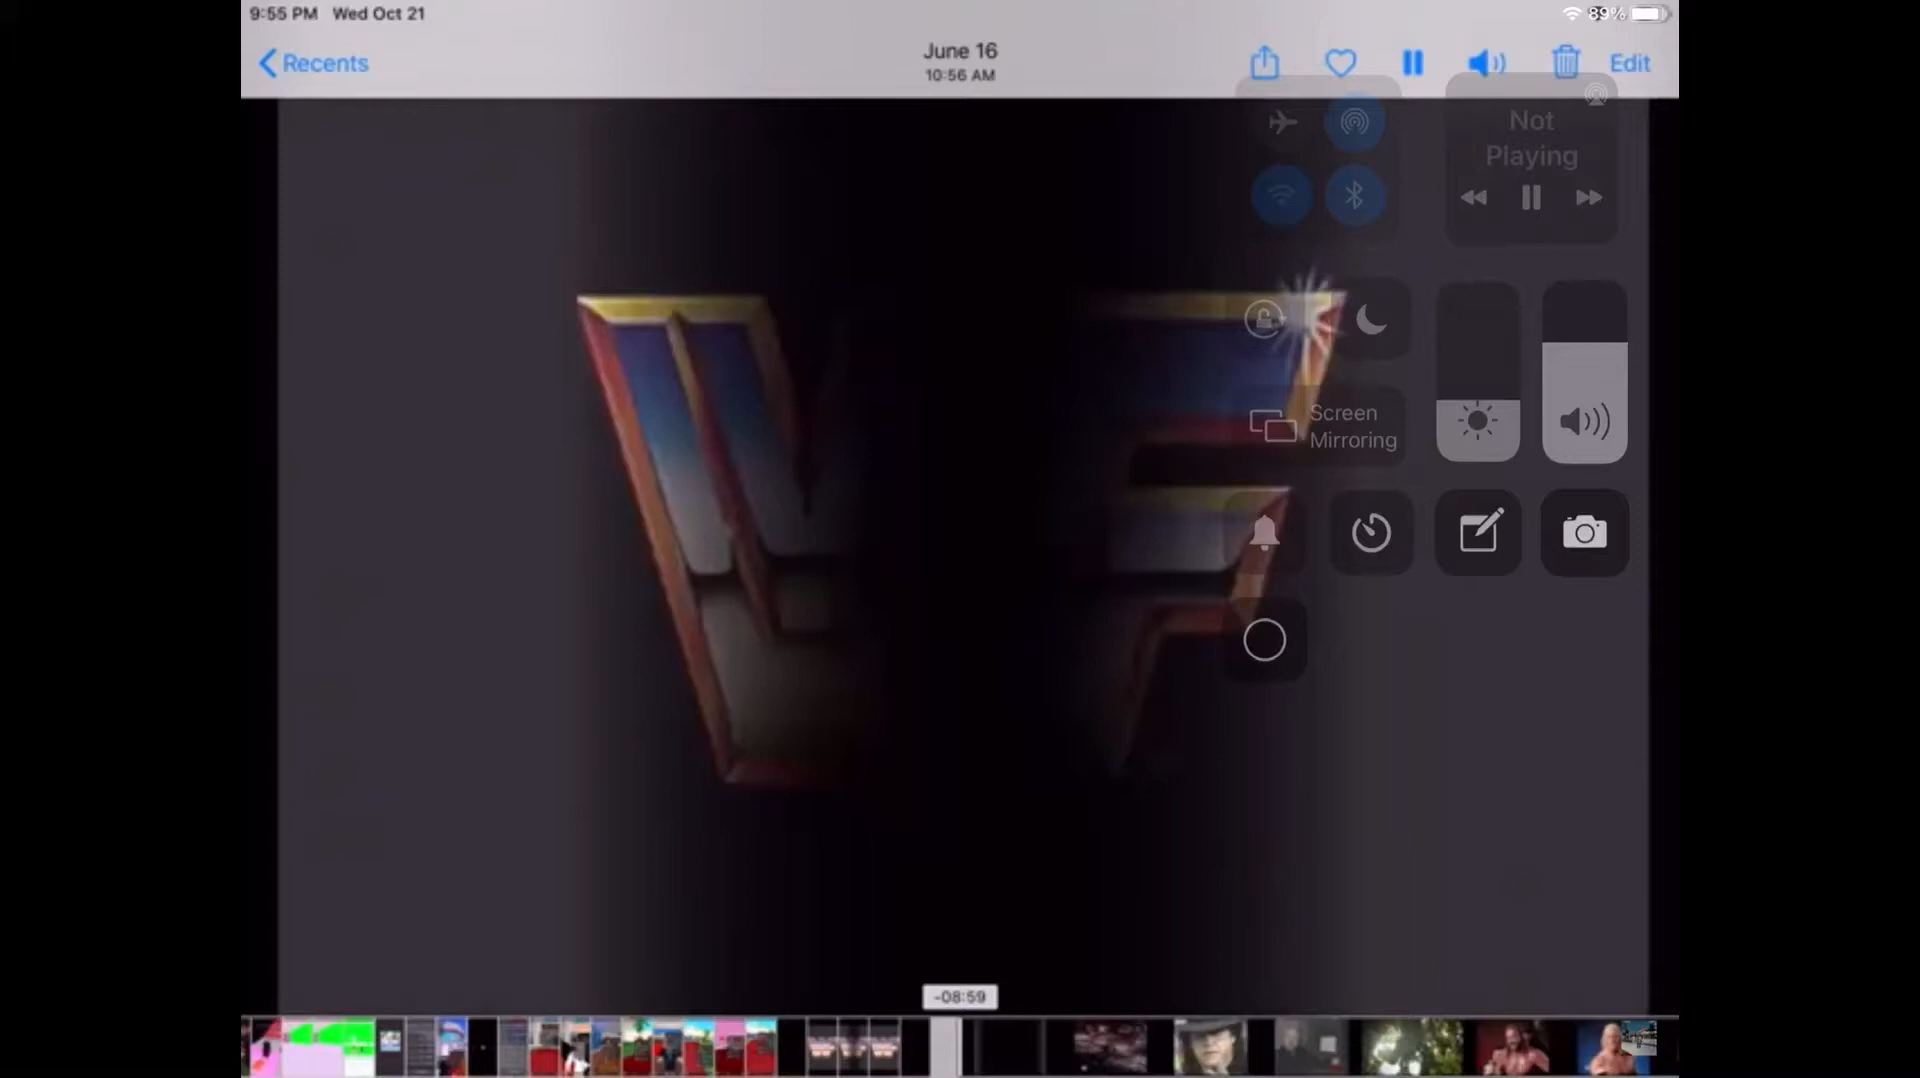 9:55 PM Wed Oct 21
89%
Recents
June 16
10:56 AM
Edit
Not
Playing
Screen
Mirroring
-08:59